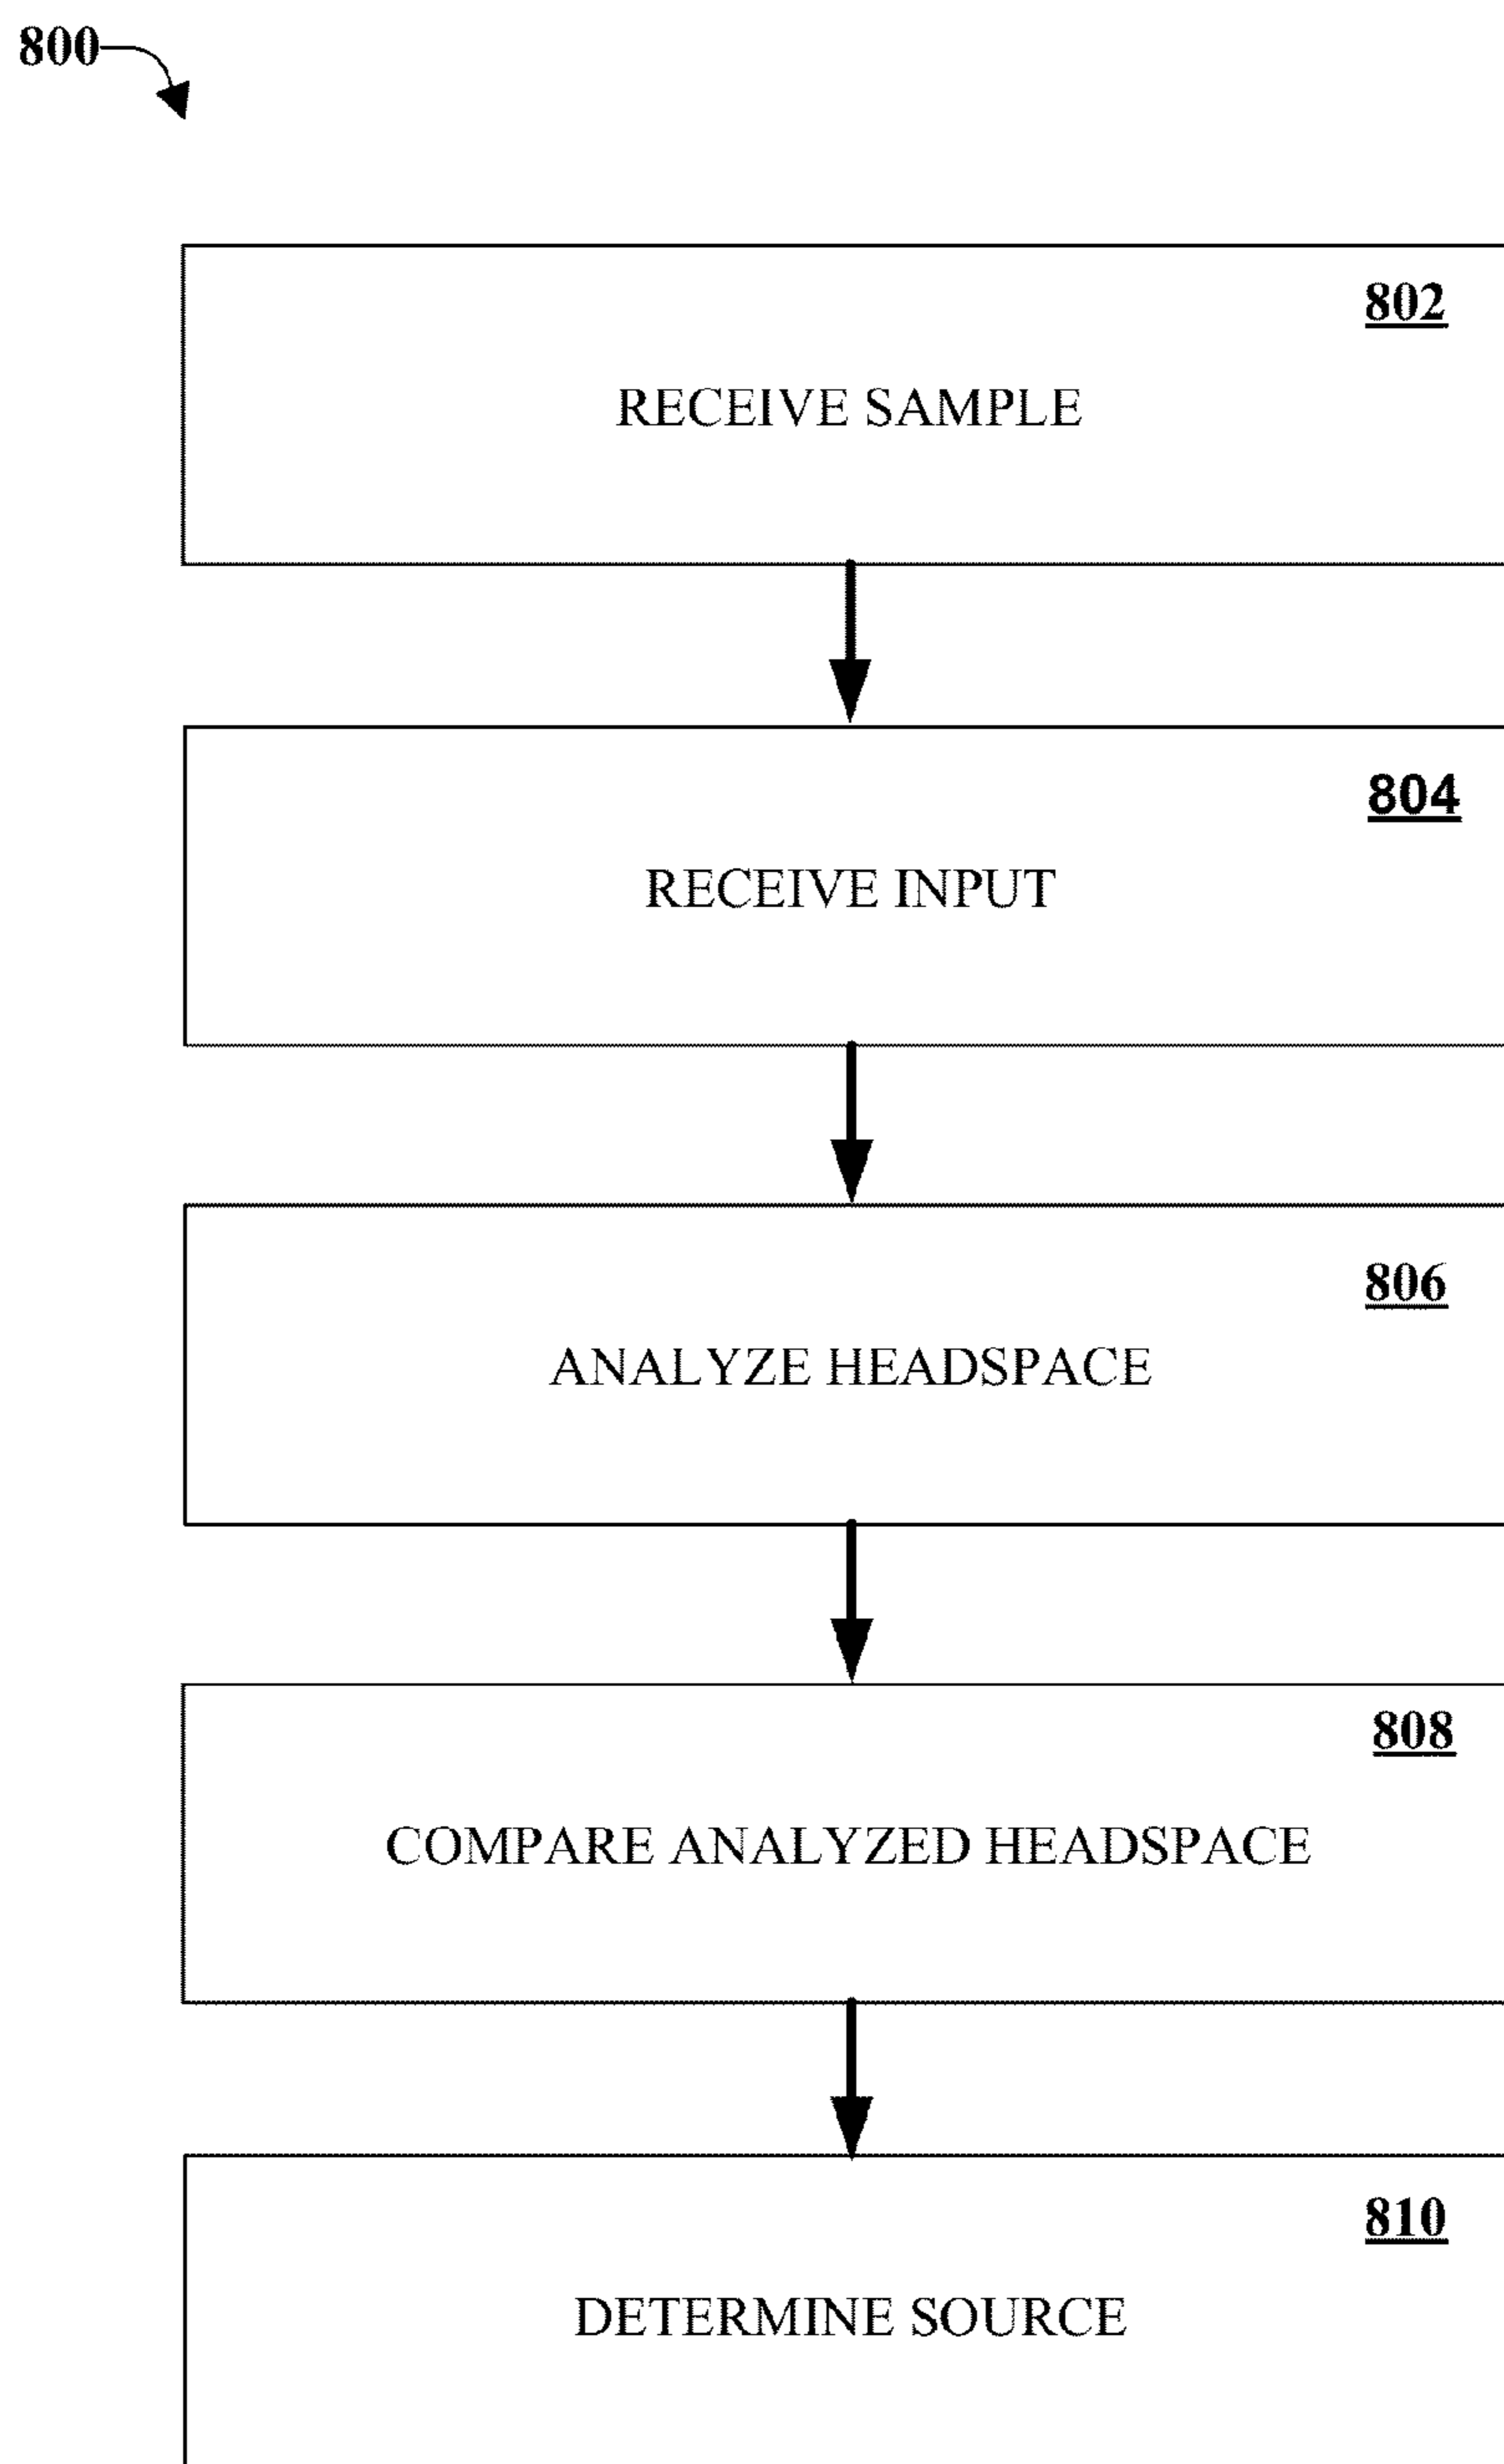 800
802
RECEIVE SAMPLE
804
RECEIVE INPUT
806
ANALYZE HEADSPACE
808
COMPARE ANALYZED HEADSPACE
810
DETERMINE SOURCE